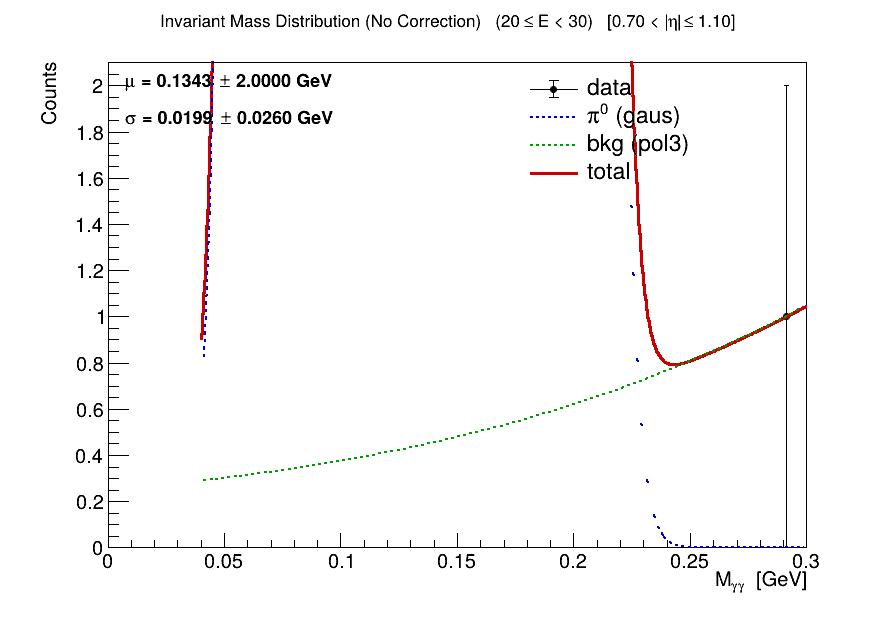 Invariant Mass Distribution (No Correction) (20 ≤ E < 30) [0.70 < |η| ≤ 1.10]
Counts
μ = 0.1343 ± 2.0000 GeV
σ = 0.0199 ± 0.0260 GeV
data
π⁰ (gaus)
bkg (pol3)
total
2
1.8
1.6
1.4
1.2
1
0.8
0.6
0.4
0.2
0
0 0.05 0.1 0.15 0.2 0.25 0.3
Mγγ [GeV]